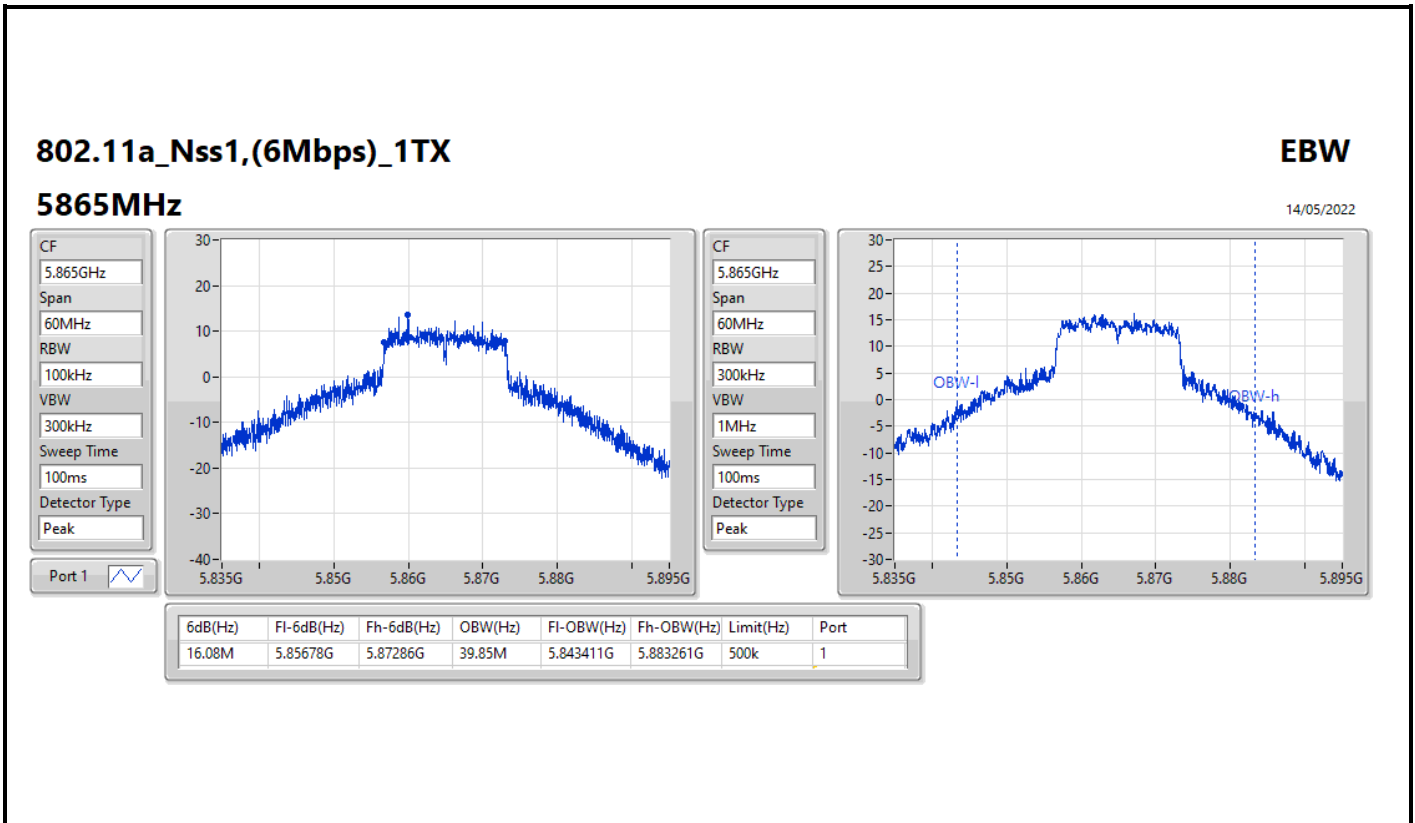 802.11a_Nss1,(6Mbps)_1TX
EBW
5865MHz
14/05/2022
CF
5.865GHz
Span
60MHz
RBW
100kHz
VBW
300kHz
Sweep Time
100ms
Detector Type
Peak
Port 1
30
20
10
0
-10
-20
-30
-40
5.835G 5.85G 5.86G 5.87G 5.88G 5.895G
CF
5.865GHz
Span
60MHz
RBW
300kHz
VBW
1MHz
Sweep Time
100ms
Detector Type
Peak
30
25
20
15
10
5
0
-5
-10
-15
-20
-25
-30
OBW-l
OBW-h
5.835G 5.85G 5.86G 5.87G 5.88G 5.895G
6dB(Hz) Fl-6dB(Hz) Fh-6dB(Hz) OBW(Hz) Fl-OBW(Hz) Fh-OBW(Hz) Limit(Hz) Port
16.08M 5.85678G 5.87286G 39.85M 5.843411G 5.883261G 500k 1